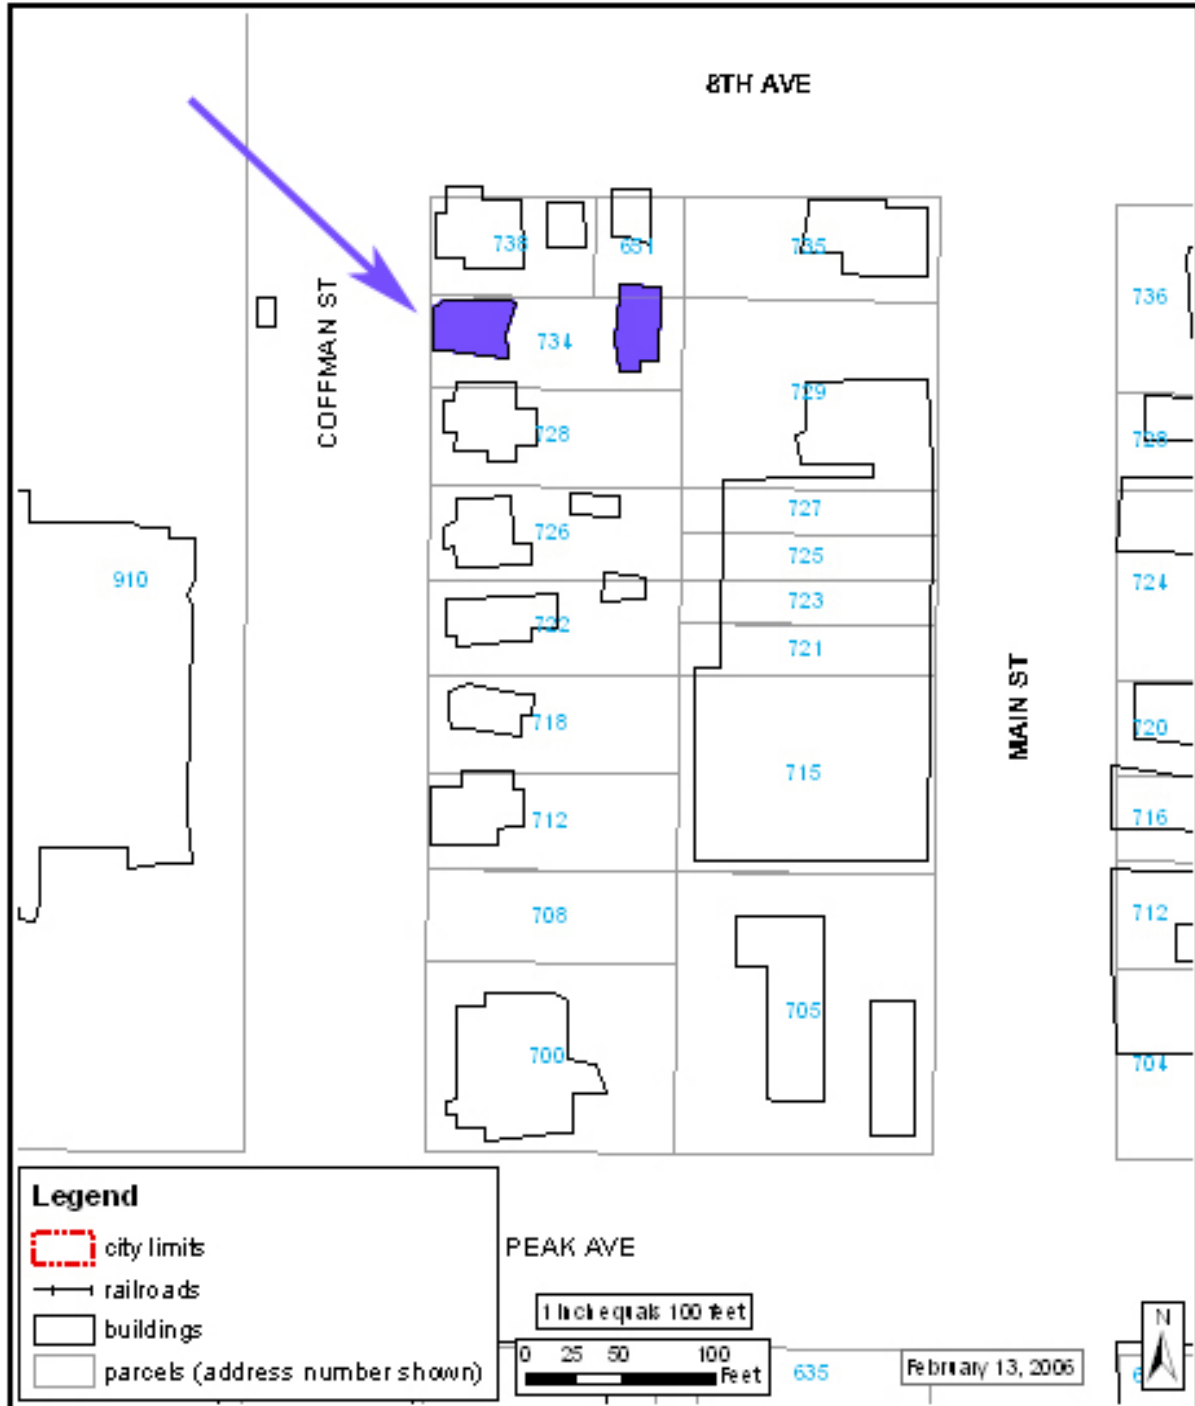 8TH AVE
738
651
735
736
COFFMAN ST
734
729
728
728
727
726
725
910
724
723
722
721
MAIN ST
718
720
715
712
716
708
712
705
700
704
Legend
city limits
railroads
buildings
parcels (address number shown)
PEAK AVE
1 inch equals 100 feet
0 25 50 100
Feet
635
February 13, 2006
N